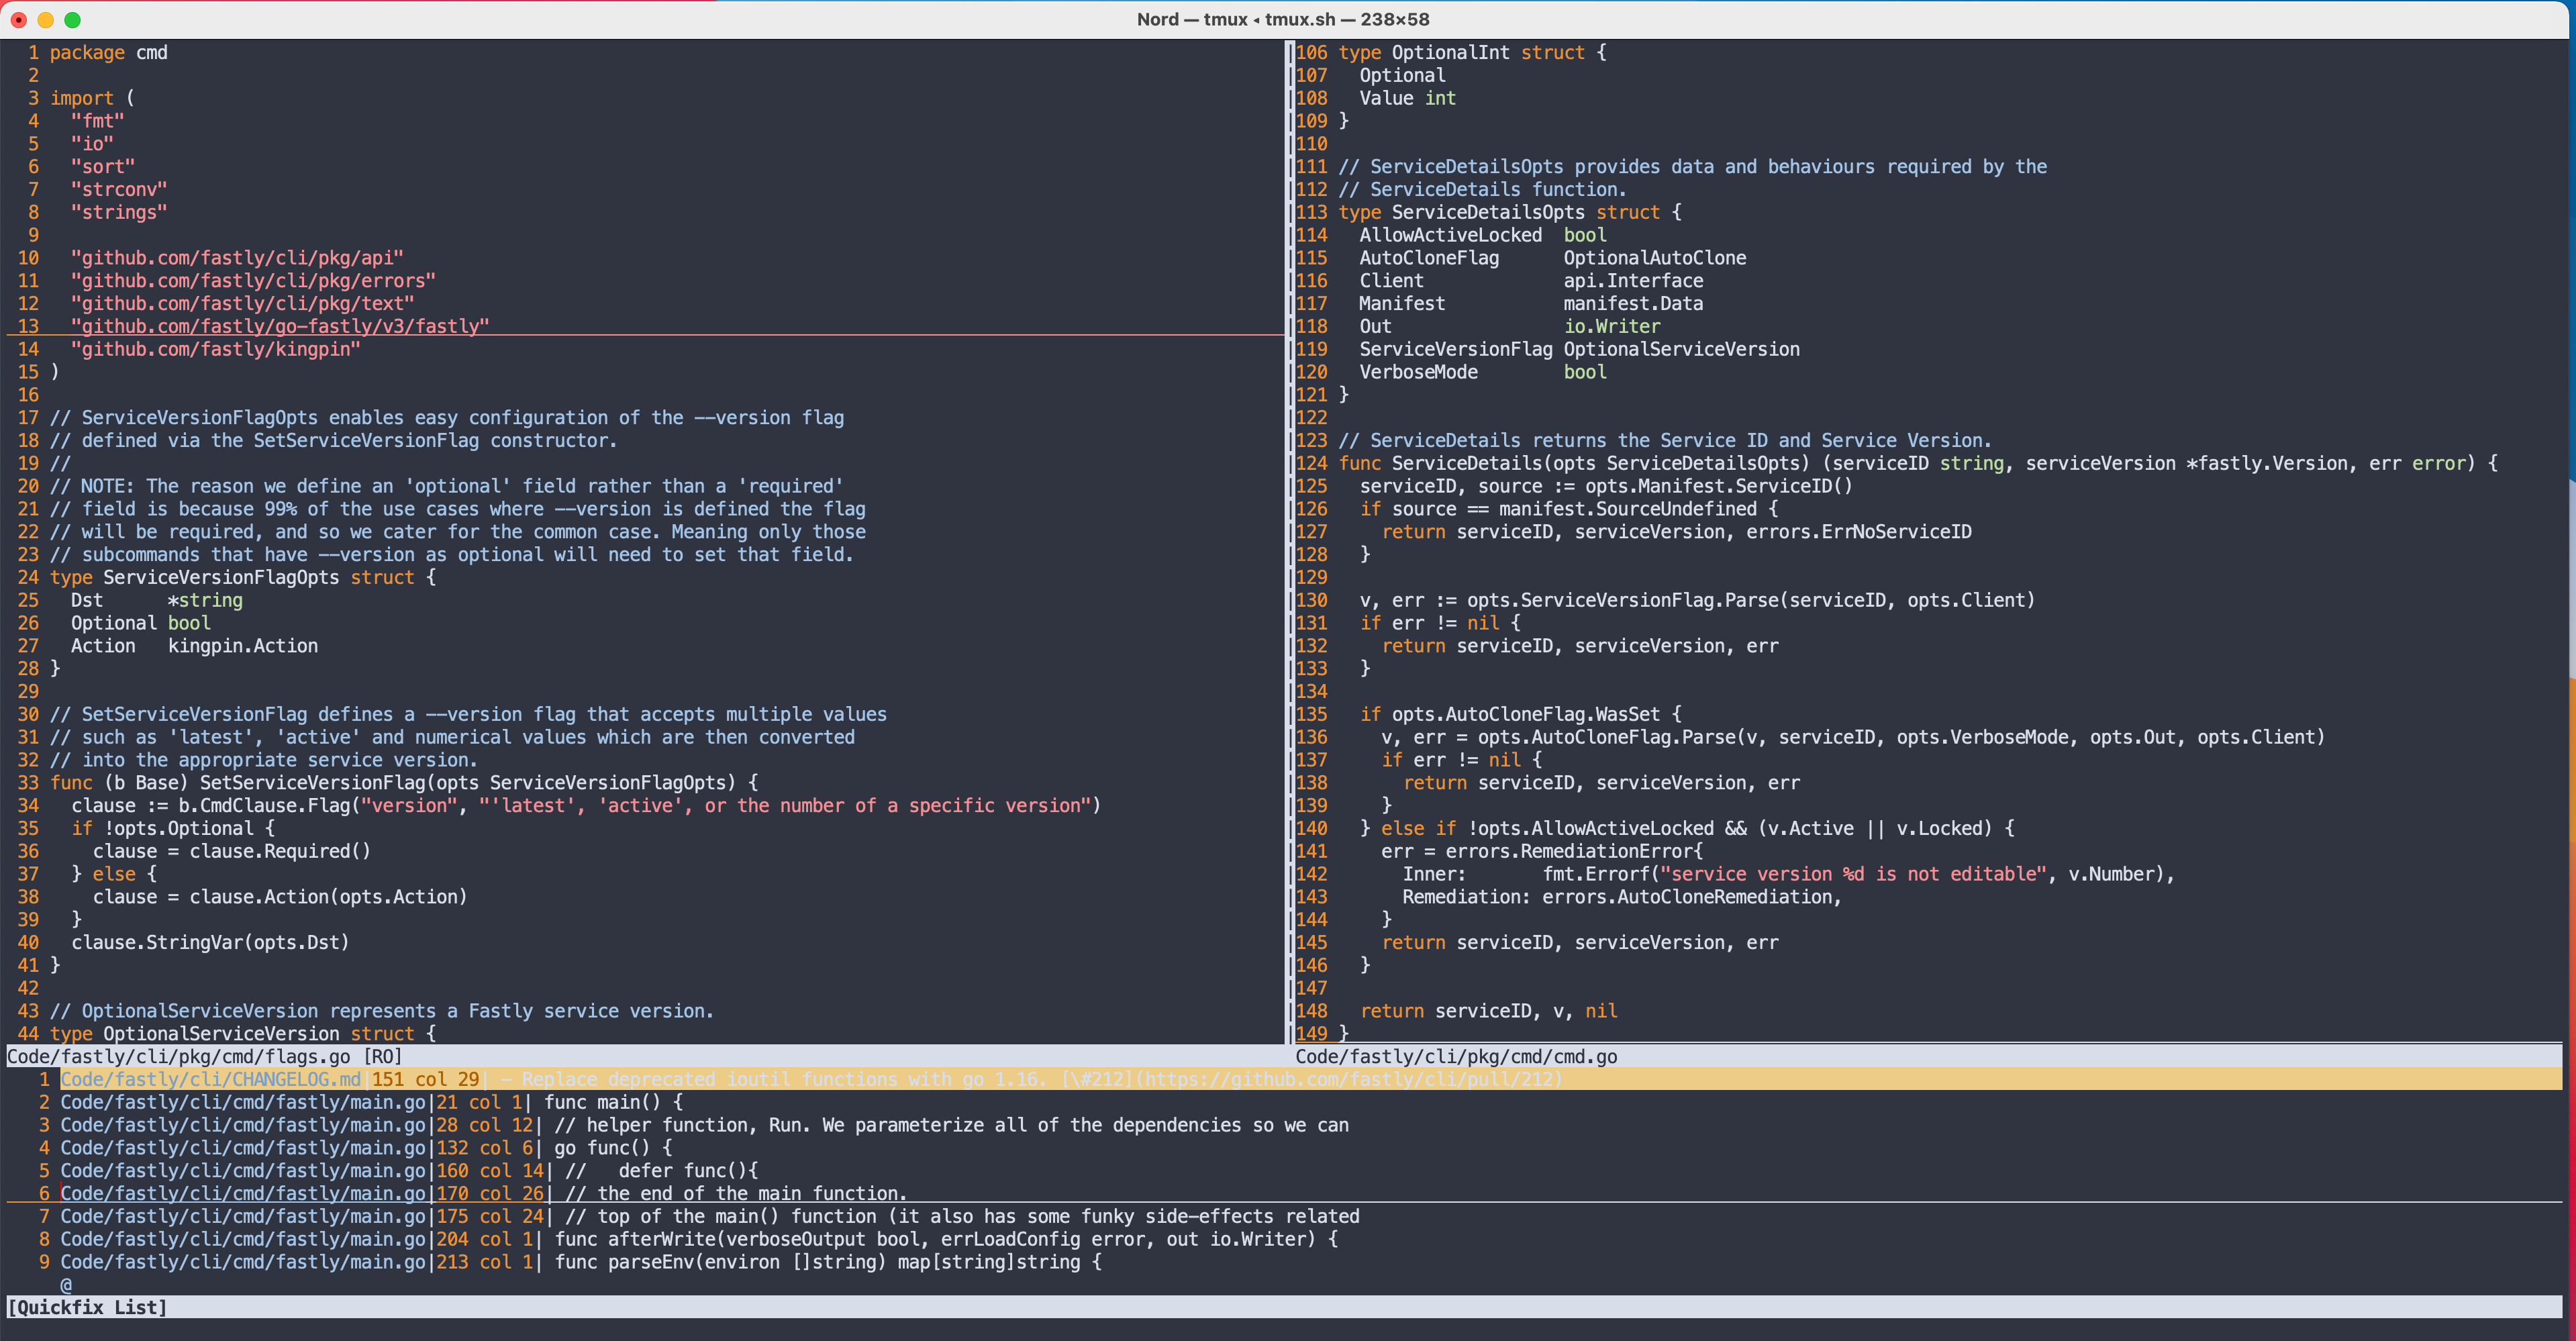 Nord — tmux ◂ tmux.sh — 238×58
1 package cmd
2
3 import (
4   "fmt"
5   "io"
6   "sort"
7   "strconv"
8   "strings"
9
10   "github.com/fastly/cli/pkg/api"
11   "github.com/fastly/cli/pkg/errors"
12   "github.com/fastly/cli/pkg/text"
13   "github.com/fastly/go-fastly/v3/fastly"
14   "github.com/fastly/kingpin"
15 )
16
17 // ServiceVersionFlagOpts enables easy configuration of the --version flag
18 // defined via the SetServiceVersionFlag constructor.
19 //
20 // NOTE: The reason we define an 'optional' field rather than a 'required'
21 // field is because 99% of the use cases where --version is defined the flag
22 // will be required, and so we cater for the common case. Meaning only those
23 // subcommands that have --version as optional will need to set that field.
24 type ServiceVersionFlagOpts struct {
25   Dst      *string
26   Optional bool
27   Action   kingpin.Action
28 }
29
30 // SetServiceVersionFlag defines a --version flag that accepts multiple values
31 // such as 'latest', 'active' and numerical values which are then converted
32 // into the appropriate service version.
33 func (b Base) SetServiceVersionFlag(opts ServiceVersionFlagOpts) {
34   clause := b.CmdClause.Flag("version", "'latest', 'active', or the number of a specific version")
35   if !opts.Optional {
36     clause = clause.Required()
37   } else {
38     clause = clause.Action(opts.Action)
39   }
40   clause.StringVar(opts.Dst)
41 }
42
43 // OptionalServiceVersion represents a Fastly service version.
44 type OptionalServiceVersion struct {
Code/fastly/cli/pkg/cmd/flags.go [RO]
106 type OptionalInt struct {
107   Optional
108   Value int
109 }
110
111 // ServiceDetailsOpts provides data and behaviours required by the
112 // ServiceDetails function.
113 type ServiceDetailsOpts struct {
114   AllowActiveLocked  bool
115   AutoCloneFlag      OptionalAutoClone
116   Client             api.Interface
117   Manifest           manifest.Data
118   Out                io.Writer
119   ServiceVersionFlag OptionalServiceVersion
120   VerboseMode        bool
121 }
122
123 // ServiceDetails returns the Service ID and Service Version.
124 func ServiceDetails(opts ServiceDetailsOpts) (serviceID string, serviceVersion *fastly.Version, err error) {
125   serviceID, source := opts.Manifest.ServiceID()
126   if source == manifest.SourceUndefined {
127     return serviceID, serviceVersion, errors.ErrNoServiceID
128   }
129
130   v, err := opts.ServiceVersionFlag.Parse(serviceID, opts.Client)
131   if err != nil {
132     return serviceID, serviceVersion, err
133   }
134
135   if opts.AutoCloneFlag.WasSet {
136     v, err = opts.AutoCloneFlag.Parse(v, serviceID, opts.VerboseMode, opts.Out, opts.Client)
137     if err != nil {
138       return serviceID, serviceVersion, err
139     }
140   } else if !opts.AllowActiveLocked && (v.Active || v.Locked) {
141     err = errors.RemediationError{
142       Inner:       fmt.Errorf("service version %d is not editable", v.Number),
143       Remediation: errors.AutoCloneRemediation,
144     }
145     return serviceID, serviceVersion, err
146   }
147
148   return serviceID, v, nil
149 }
Code/fastly/cli/pkg/cmd/cmd.go
1 Code/fastly/cli/CHANGELOG.md|151 col 29| - Replace deprecated ioutil functions with go 1.16. [\#212](https://github.com/fastly/cli/pull/212)
2 Code/fastly/cli/cmd/fastly/main.go|21 col 1| func main() {
3 Code/fastly/cli/cmd/fastly/main.go|28 col 12| // helper function, Run. We parameterize all of the dependencies so we can
4 Code/fastly/cli/cmd/fastly/main.go|132 col 6| go func() {
5 Code/fastly/cli/cmd/fastly/main.go|160 col 14| //   defer func(){
6 Code/fastly/cli/cmd/fastly/main.go|170 col 26| // the end of the main function.
7 Code/fastly/cli/cmd/fastly/main.go|175 col 24| // top of the main() function (it also has some funky side-effects related
8 Code/fastly/cli/cmd/fastly/main.go|204 col 1| func afterWrite(verboseOutput bool, errLoadConfig error, out io.Writer) {
9 Code/fastly/cli/cmd/fastly/main.go|213 col 1| func parseEnv(environ []string) map[string]string {
@
[Quickfix List]